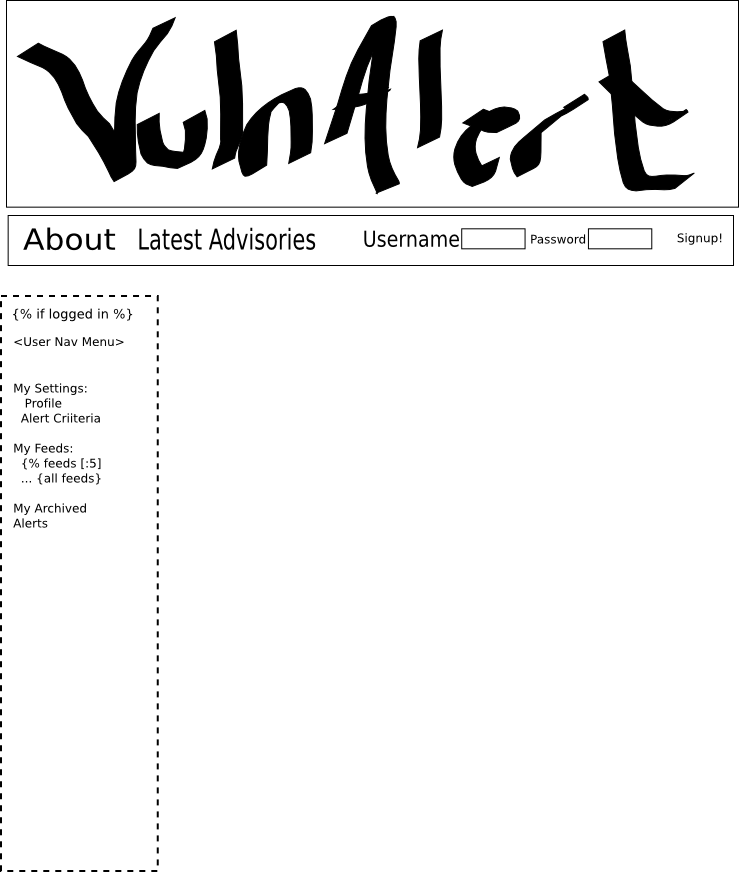 VulnAlert
About Latest Advisories Username Password Signup!
{% if logged in %}
<User Nav Menu>
My Settings:
Profile
Alert Criiteria
My Feeds:
{% feeds [:5]
... {all feeds}
My Archived
Alerts